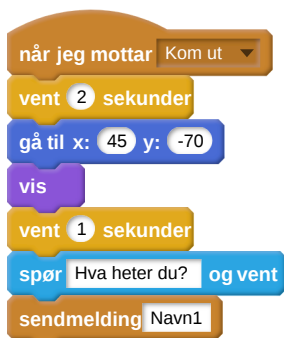 når jeg mottar Kom ut
vent 2 sekunder
gå til x: 45 y: -70
vis
vent 1 sekunder
spør Hva heter du? og vent
sendmelding Navn1